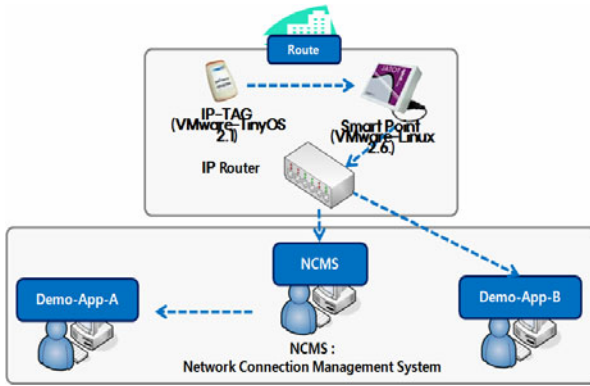 Route
IP-TAG
(VMware-TinyOS
2.1)
Smart Point
(VMware-Linux
2.6.)
IP Router
NCMS
Demo-App-A
Demo-App-B
NCMS :
Network Connection Management System